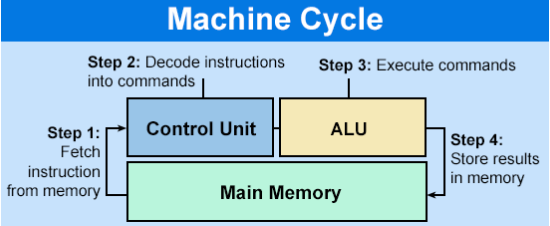 Machine Cycle
Step 2: Decode instructions
into commands
Step 3: Execute commands
Step 1:
Fetch
instruction
from memory
Control Unit
ALU
Step 4:
Store results
in memory
Main Memory